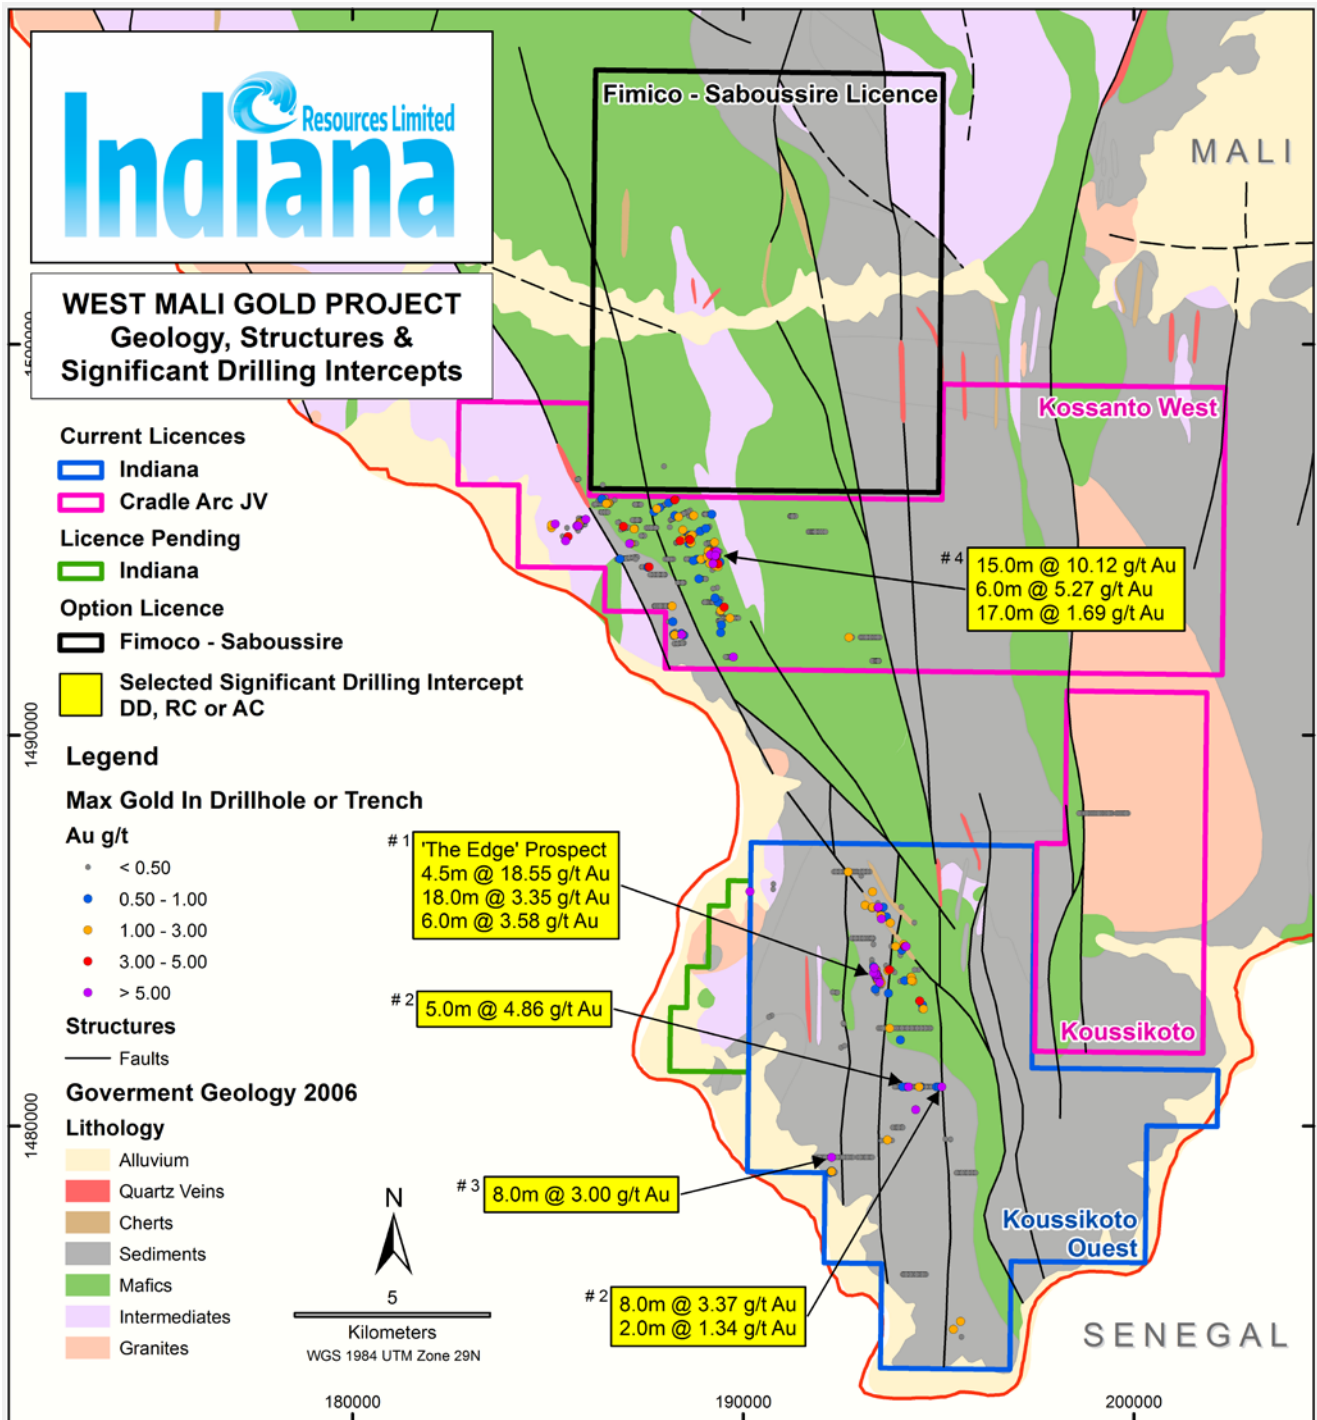 Indiana
Resources Limited
WEST MALI GOLD PROJECT
Geology, Structures &
Significant Drilling Intercepts
Current Licences
Indiana
Cradle Arc JV
Licence Pending
Indiana
Option Licence
Fimoco - Saboussire
Selected Significant Drilling Intercept
DD, RC or AC
Legend
Max Gold In Drillhole or Trench
Au g/t
< 0.50
0.50 - 1.00
1.00 - 3.00
3.00 - 5.00
> 5.00
Structures
Faults
Goverment Geology 2006
Lithology
Alluvium
Quartz Veins
Cherts
Sediments
Mafics
Intermediates
Granites
N
5
Kilometers
WGS 1984 UTM Zone 29N
Fimico - Saboussire Licence
MALI
Kossanto West
# 4
15.0m @ 10.12 g/t Au
6.0m @ 5.27 g/t Au
17.0m @ 1.69 g/t Au
# 1
'The Edge' Prospect
4.5m @ 18.55 g/t Au
18.0m @ 3.35 g/t Au
6.0m @ 3.58 g/t Au
# 2
5.0m @ 4.86 g/t Au
Koussikoto
# 3
8.0m @ 3.00 g/t Au
Koussikoto
Ouest
# 2
8.0m @ 3.37 g/t Au
2.0m @ 1.34 g/t Au
SENEGAL
1490000
1480000
180000
190000
200000